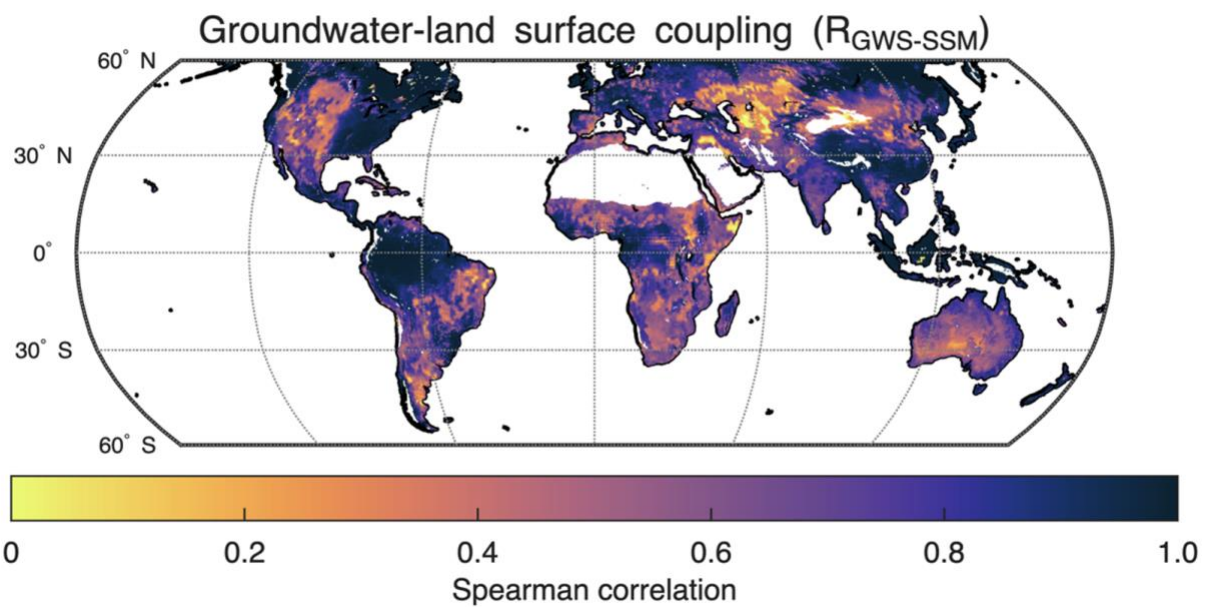 Groundwater-land surface coupling (R_GWS-SSM)
60° N
30° N
0°
30° S
60° S
0 0.2 0.4 0.6 0.8 1.0
Spearman correlation